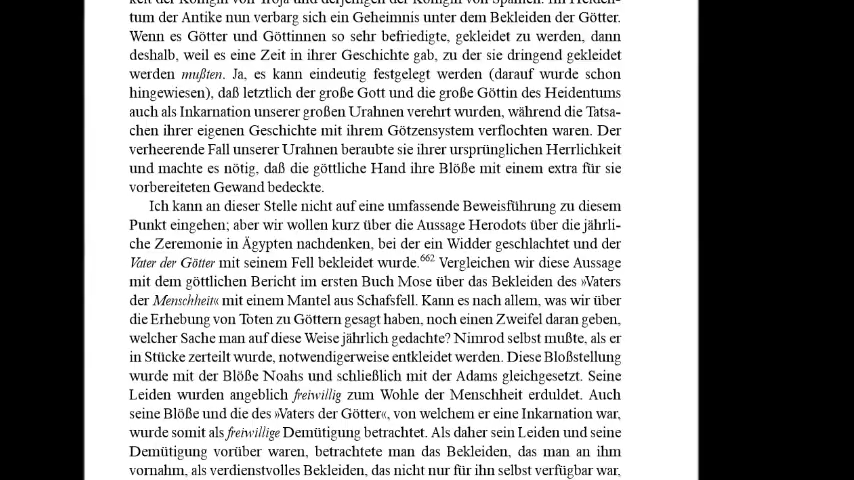 keit der Königin von Troja und derjenigen der Königin von Spanien. Im Heiden-
tum der Antike nun verbarg sich ein Geheimnis unter dem Bekleiden der Götter.
Wenn es Götter und Göttinnen so sehr befriedigte, gekleidet zu werden, dann
deshalb, weil es eine Zeit in ihrer Geschichte gab, zu der sie dringend gekleidet
werden mußten. Ja, es kann eindeutig festgelegt werden (darauf wurde schon
hingewiesen), daß letztlich der große Gott und die große Göttin des Heidentums
auch als Inkarnation unserer großen Urahnen verehrt wurden, während die Tatsa-
chen ihrer eigenen Geschichte mit ihrem Götzensystem verflochten waren. Der
verheerende Fall unserer Urahnen beraubte sie ihrer ursprünglichen Herrlichkeit
und machte es nötig, daß die göttliche Hand ihre Blöße mit einem extra für sie
vorbereiteten Gewand bedeckte.
Ich kann an dieser Stelle nicht auf eine umfassende Beweisführung zu diesem
Punkt eingehen; aber wir wollen kurz über die Aussage Herodots über die jährli-
che Zeremonie in Ägypten nachdenken, bei der ein Widder geschlachtet und der
Vater der Götter mit seinem Fell bekleidet wurde.662 Vergleichen wir diese Aussage
mit dem göttlichen Bericht im ersten Buch Mose über das Bekleiden des »Vaters
der Menschheit« mit einem Mantel aus Schafsfell. Kann es nach allem, was wir über
die Erhebung von Toten zu Göttern gesagt haben, noch einen Zweifel daran geben,
welcher Sache man auf diese Weise jährlich gedachte? Nimrod selbst mußte, als er
in Stücke zerteilt wurde, notwendigerweise entkleidet werden. Diese Bloßstellung
wurde mit der Blöße Noahs und schließlich mit der Adams gleichgesetzt. Seine
Leiden wurden angeblich freiwillig zum Wohle der Menschheit erduldet. Auch
seine Blöße und die des »Vaters der Götter«, von welchem er eine Inkarnation war,
wurde somit als freiwillige Demütigung betrachtet. Als daher sein Leiden und seine
Demütigung vorüber waren, betrachtete man das Bekleiden, das man an ihm
vornahm, als verdienstvolles Bekleiden, das nicht nur für ihn selbst verfügbar war,